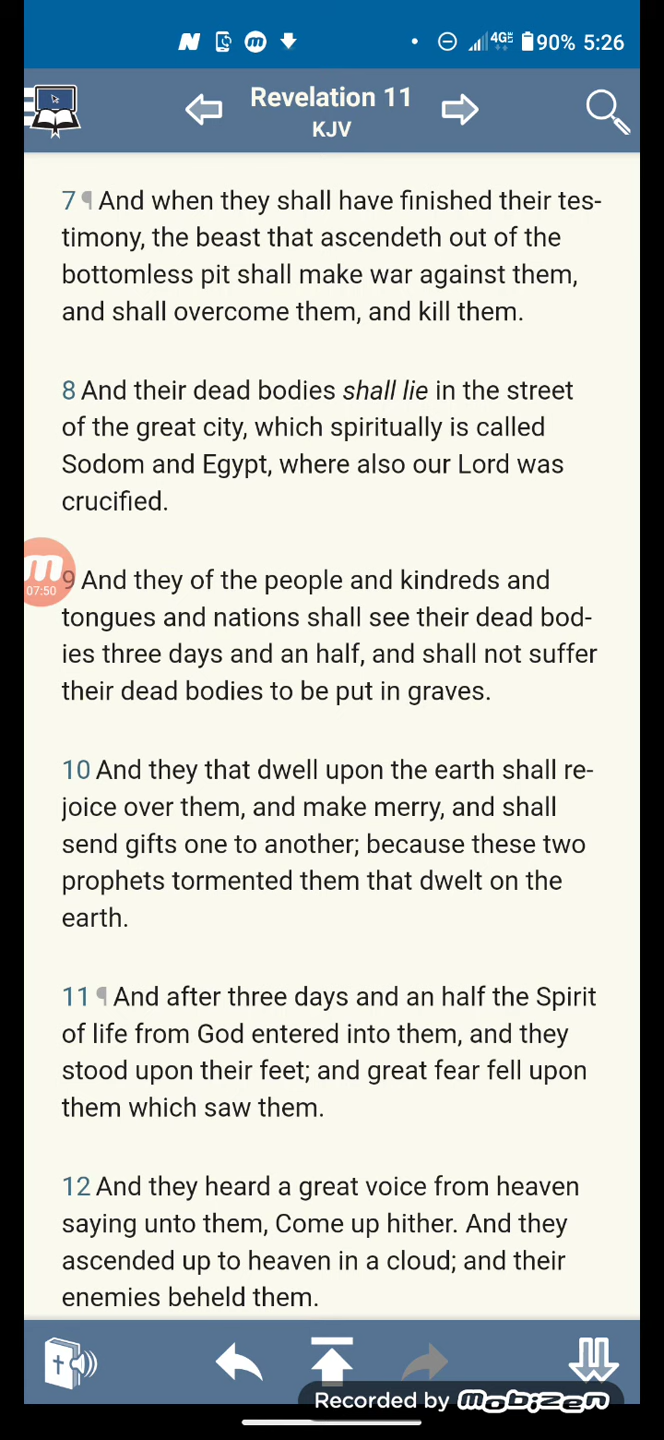 90% 5:26
Revelation 11
KJV
7 ¶ And when they shall have finished their tes-
timony, the beast that ascendeth out of the
bottomless pit shall make war against them,
and shall overcome them, and kill them.
8 And their dead bodies shall lie in the street
of the great city, which spiritually is called
Sodom and Egypt, where also our Lord was
crucified.
9 And they of the people and kindreds and
07:50
tongues and nations shall see their dead bod-
ies three days and an half, and shall not suffer
their dead bodies to be put in graves.
10 And they that dwell upon the earth shall re-
joice over them, and make merry, and shall
send gifts one to another; because these two
prophets tormented them that dwelt on the
earth.
11 ¶ And after three days and an half the Spirit
of life from God entered into them, and they
stood upon their feet; and great fear fell upon
them which saw them.
12 And they heard a great voice from heaven
saying unto them, Come up hither. And they
ascended up to heaven in a cloud; and their
enemies beheld them.
Recorded by mobizen